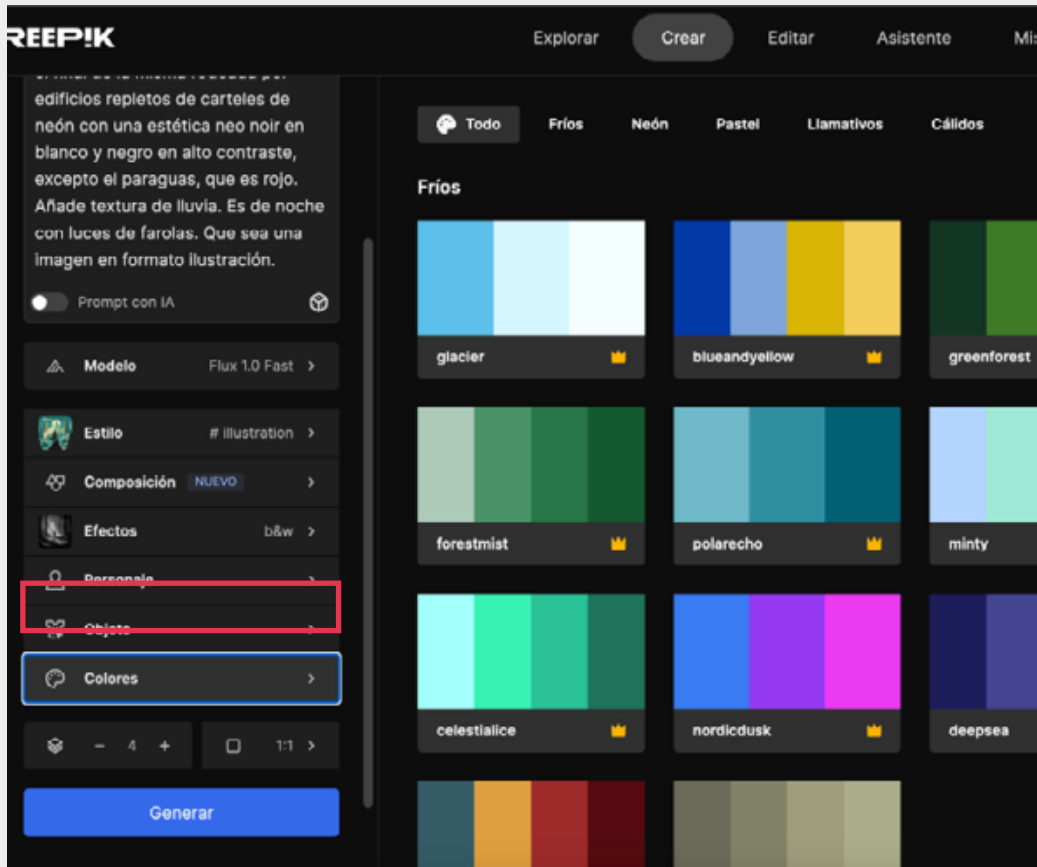 REEP!K
Explorar
Crear
Editar
Asistente
edificios repletos de carteles de
neón con una estética neo noir en
blanco y negro en alto contraste,
excepto el paraguas, que es rojo.
Añade textura de lluvia. Es de noche
con luces de farolas. Que sea una
imagen en formato ilustración.
Prompt con IA
Modelo Flux 1.0 Fast
Estilo # illustration
Composición NUEVO
Efectos b&w
Personaje
Objeto
Colores
- 4 + 1:1
Generar
Todo Fríos Neón Pastel Llamativos Cálidos
Fríos
glacier
blueandyellow
greenforest
forestmist
polarecho
minty
celestialice
nordicdusk
deepsea